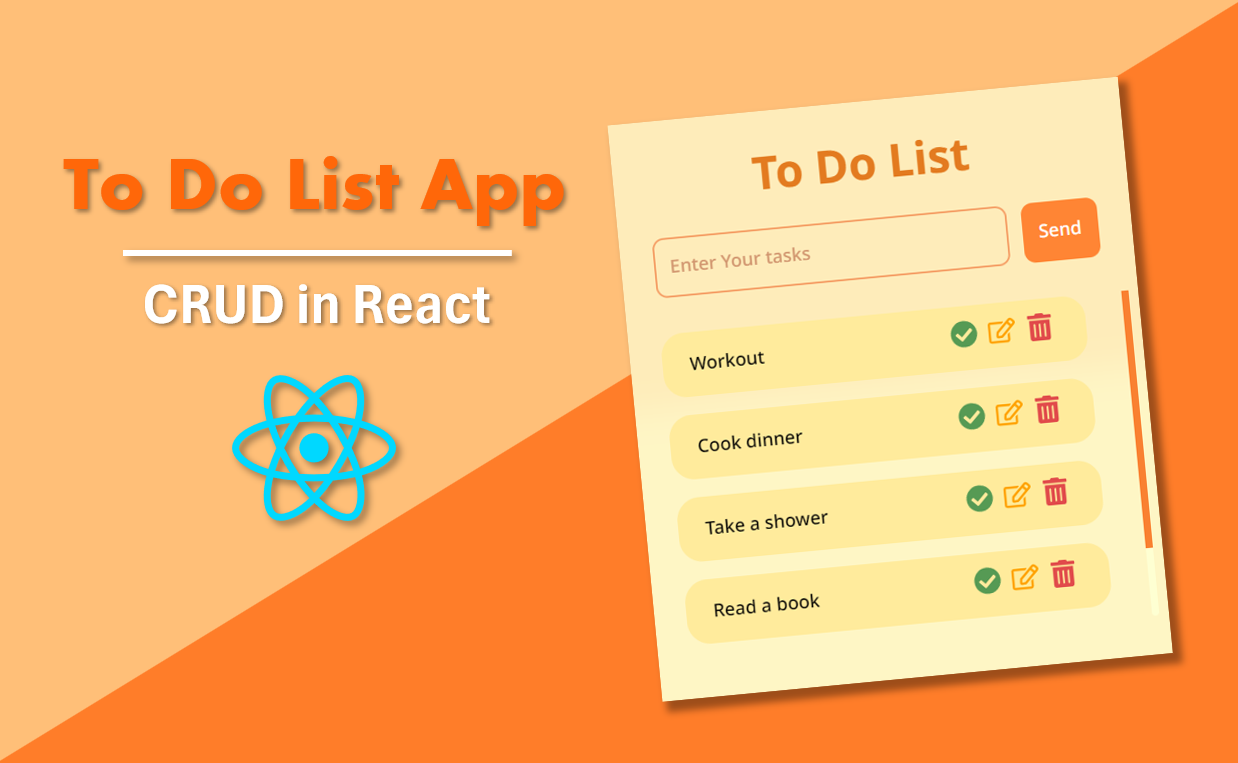 To Do List App
CRUD in React
To Do List
Enter Your tasks
Send
Workout
Cook dinner
Take a shower
Read a book